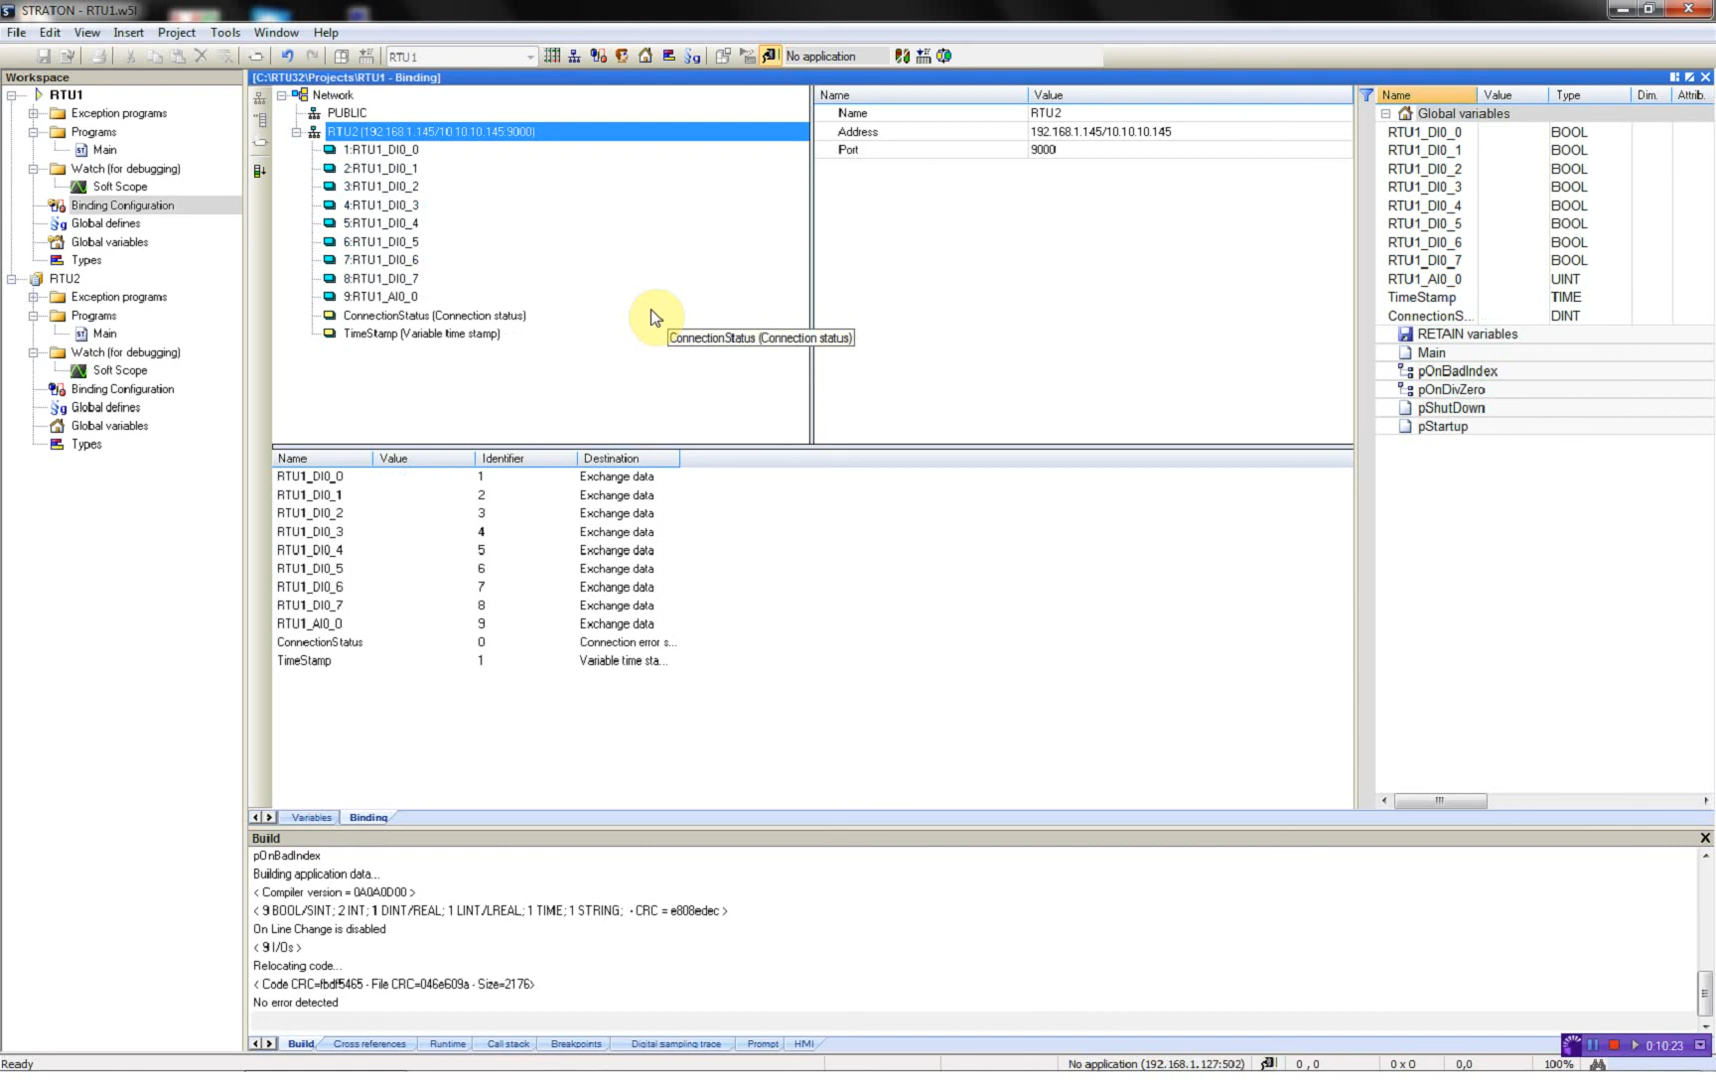 STRATON - RTU1.w5l
File Edit View Insert Project Tools Window Help
RTU1
No application
Workspace
RTU1
Exception programs
Programs
Main
Watch (for debugging)
Soft Scope
Binding Configuration
Global defines
Global variables
Types
RTU2
Exception programs
Programs
Main
Watch (for debugging)
Soft Scope
Binding Configuration
Global defines
Global variables
Types
[C:\RTU32\Projects\RTU1 - Binding]
Network
PUBLIC
RTU2 (192.168.1.145/10.10.10.145:9000)
1:RTU1_DI0_0
2:RTU1_DI0_1
3:RTU1_DI0_2
4:RTU1_DI0_3
5:RTU1_DI0_4
6:RTU1_DI0_5
7:RTU1_DI0_6
8:RTU1_DI0_7
9:RTU1_AI0_0
ConnectionStatus (Connection status)
TimeStamp (Variable time stamp)
ConnectionStatus (Connection status)
Name Value
Name RTU2
Address 192.168.1.145/10.10.10.145
Port 9000
Name Value Type Dim. Attrib.
Global variables
RTU1_DI0_0 BOOL
RTU1_DI0_1 BOOL
RTU1_DI0_2 BOOL
RTU1_DI0_3 BOOL
RTU1_DI0_4 BOOL
RTU1_DI0_5 BOOL
RTU1_DI0_6 BOOL
RTU1_DI0_7 BOOL
RTU1_AI0_0 UINT
TimeStamp TIME
ConnectionS... DINT
RETAIN variables
Main
pOnBadIndex
pOnDivZero
pShutDown
pStartup
Name Value Identifier Destination
RTU1_DI0_0 1 Exchange data
RTU1_DI0_1 2 Exchange data
RTU1_DI0_2 3 Exchange data
RTU1_DI0_3 4 Exchange data
RTU1_DI0_4 5 Exchange data
RTU1_DI0_5 6 Exchange data
RTU1_DI0_6 7 Exchange data
RTU1_DI0_7 8 Exchange data
RTU1_AI0_0 9 Exchange data
ConnectionStatus 0 Connection error s...
TimeStamp 1 Variable time sta...
Variables Binding
Build
pOnBadIndex
Building application data...
< Compiler version = 0A0A0D00 >
< 9 BOOL/SINT; 2 INT; 1 DINT/REAL; 1 LINT/LREAL; 1 TIME; 1 STRING; - CRC = e808edec >
On Line Change is disabled
< 9 I/Os >
Relocating code...
< Code CRC=fbdf5465 - File CRC=046e609a - Size=2176>
No error detected
Build Cross references Runtime Call stack Breakpoints Digital sampling trace Prompt HMI
0:10:23
Ready No application (192.168.1.127:502) 0 , 0 0 x 0 0,0 100%